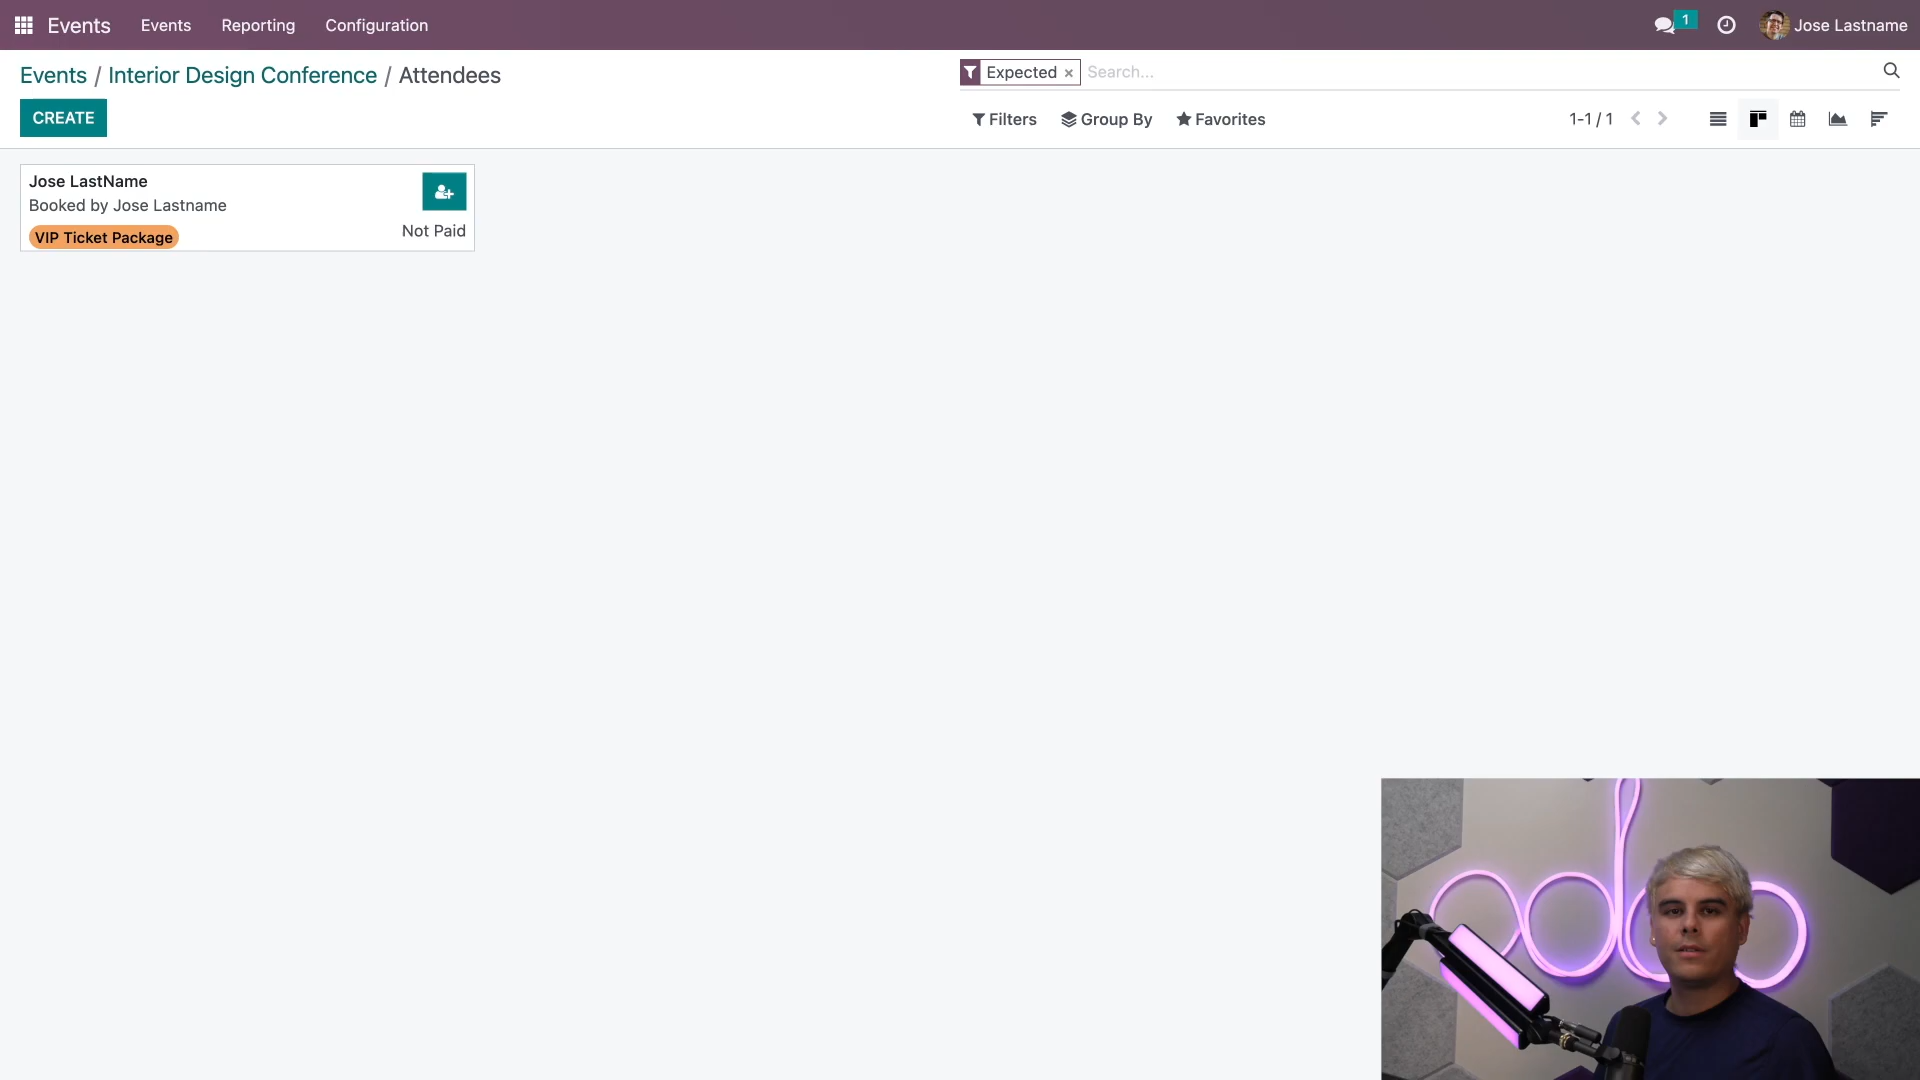 Events Events Reporting Configuration 1 Jose Lastname
Events / Interior Design Conference / Attendees
Expected × Search...
CREATE
Filters Group By Favorites 1-1 / 1
Jose LastName
Booked by Jose Lastname
Not Paid
VIP Ticket Package
odoo